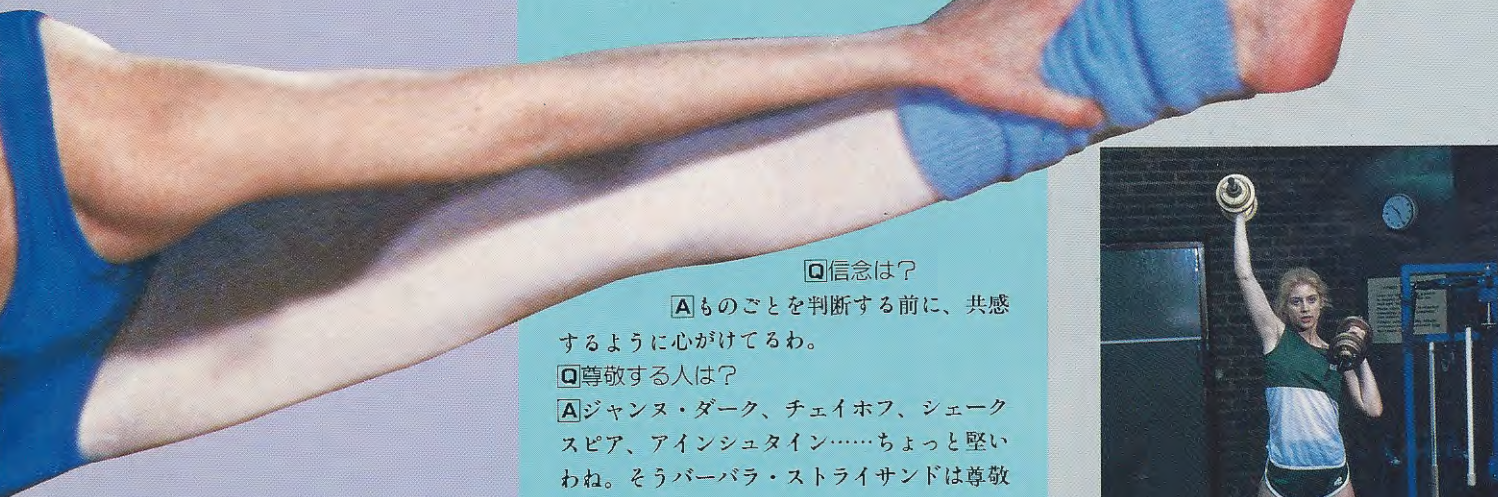 Q信念は？
Aものごとを判断する前に、共感
するように心がけてるわ。
Q尊敬する人は？
Aジャンヌ・ダーク、チェイホフ、シェーク
スピア、アインシュタイン……ちょっと堅い
わね。そうバーバラ・ストライサンドは尊敬